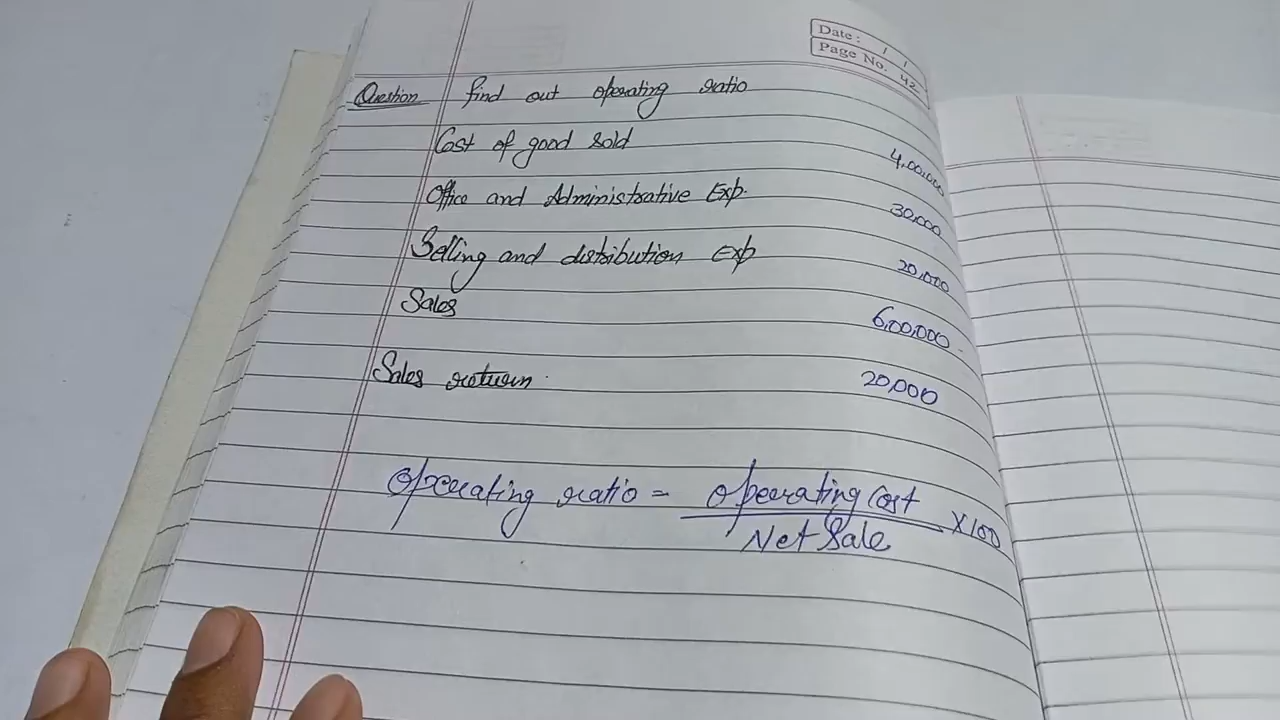 Date: / /
Page No. 42
Question find out operating ratio
Cost of good sold 4,00,000
Office and Administrative Exp. 30,000
Selling and distribution Exp 20,000
Sales 6,00,000
Sales return 20,000
Operating ratio = Operating Cost × 100
Net Sale